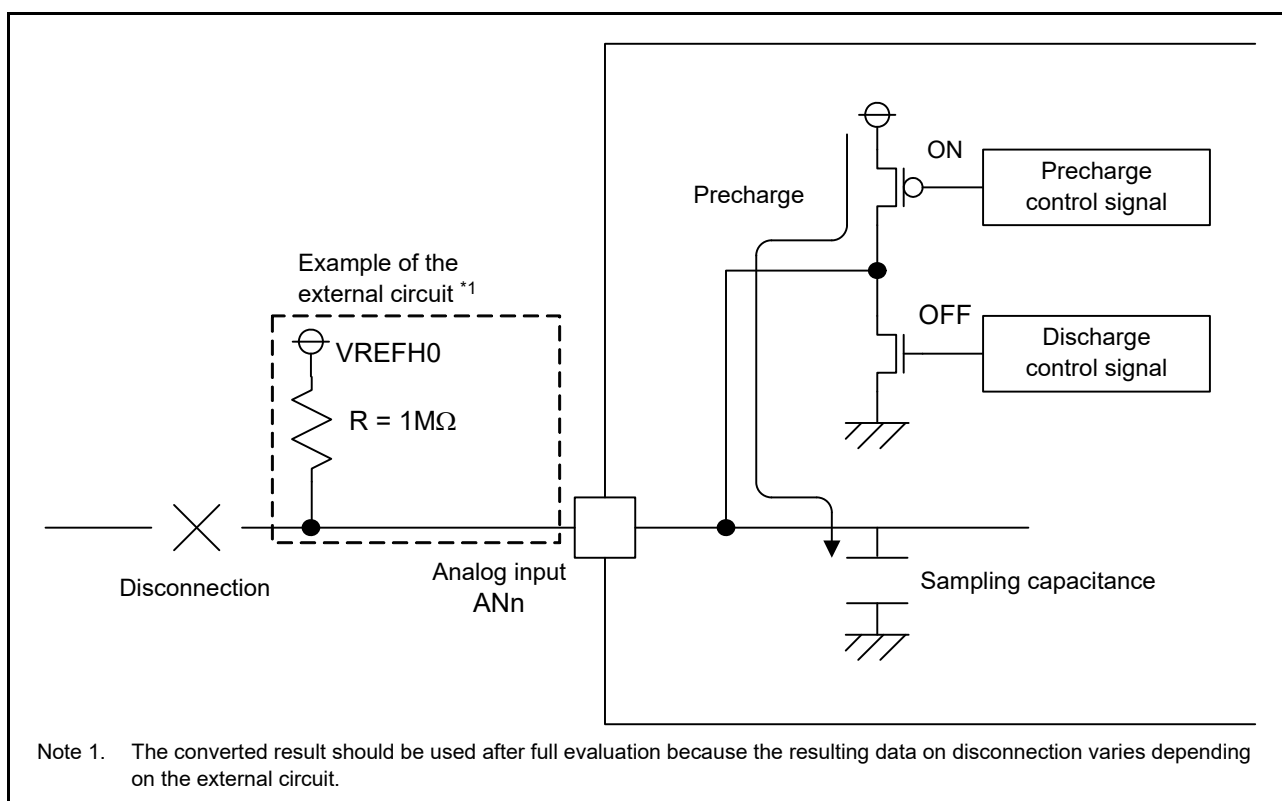 ON
Precharge
control signal
Precharge
Example of the
external circuit *1
VREFH0
OFF
Discharge
control signal
R = 1MΩ
Disconnection
Analog input
ANn
Sampling capacitance
Note 1. The converted result should be used after full evaluation because the resulting data on disconnection varies depending
on the external circuit.